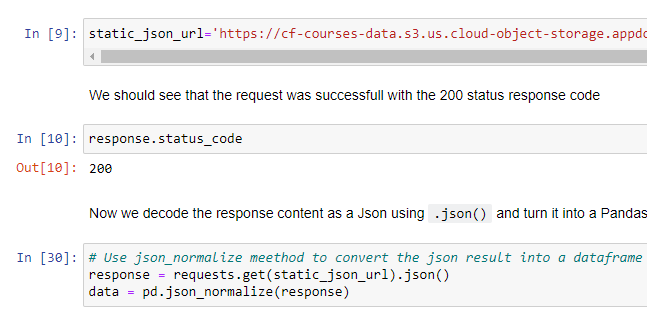 In [9]: static_json_url='https://cf-courses-data.s3.us.cloud-object-storage.appdo
We should see that the request was successfull with the 200 status response code
In [10]: response.status_code
Out[10]: 200
Now we decode the response content as a Json using .json() and turn it into a Pandas
In [30]: # Use json_normalize meethod to convert the json result into a dataframe
response = requests.get(static_json_url).json()
data = pd.json_normalize(response)